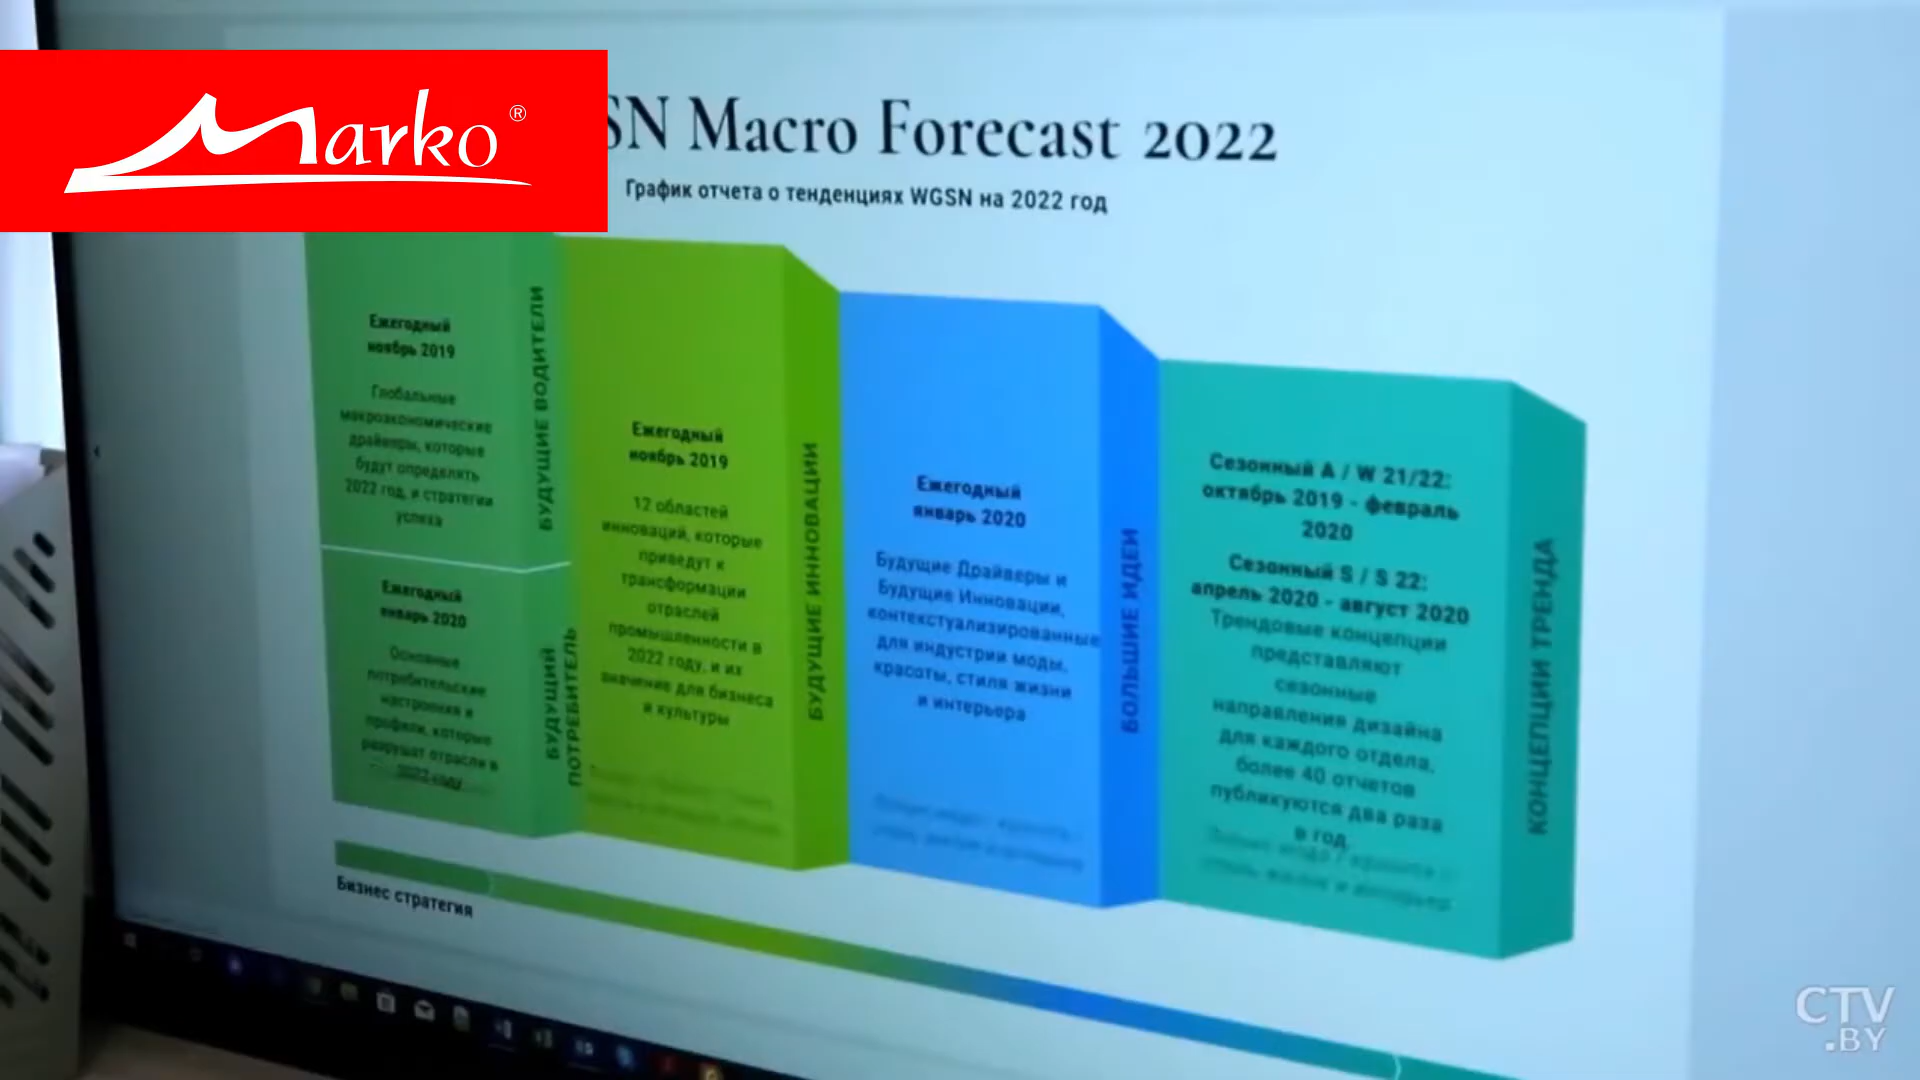 Marko®
SN Macro Forecast 2022
График отчета о тенденциях WGSN на 2022 год
Ежегодный
ноябрь 2019
Глобальные
макроэкономические
драйверы, которые
будут определять
2022 год, и стратегии
успеха
БУДУЩИЕ ВОДИТЕЛИ
Ежегодный
январь 2020
Основные
потребительские
настроения и
профили, которые
разрушат отрасли в
2022 году
БУДУЩИЙ
ПОТРЕБИТЕЛЬ
Ежегодный
ноябрь 2019
12 областей
инноваций, которые
приведут к
трансформации
отраслей
промышленности в
2022 году, и их
значение для бизнеса
и культуры
БУДУЩИЕ ИННОВАЦИИ
Ежегодный
январь 2020
Будущие Драйверы и
Будущие Инновации,
контекстуализированные
для индустрии моды,
красоты, стиля жизни
и интерьера
БОЛЬШИЕ ИДЕИ
Сезонный A / W 21/22:
октябрь 2019 - февраль
2020
Сезонный S / S 22:
апрель 2020 - август 2020
Трендовые концепции
представляют
сезонные
направления дизайна
для каждого отдела,
более 40 отчетов
публикуются два раза
в год.
КОНЦЕПЦИИ ТРЕНДА
Бизнес стратегия
CTV
.BY